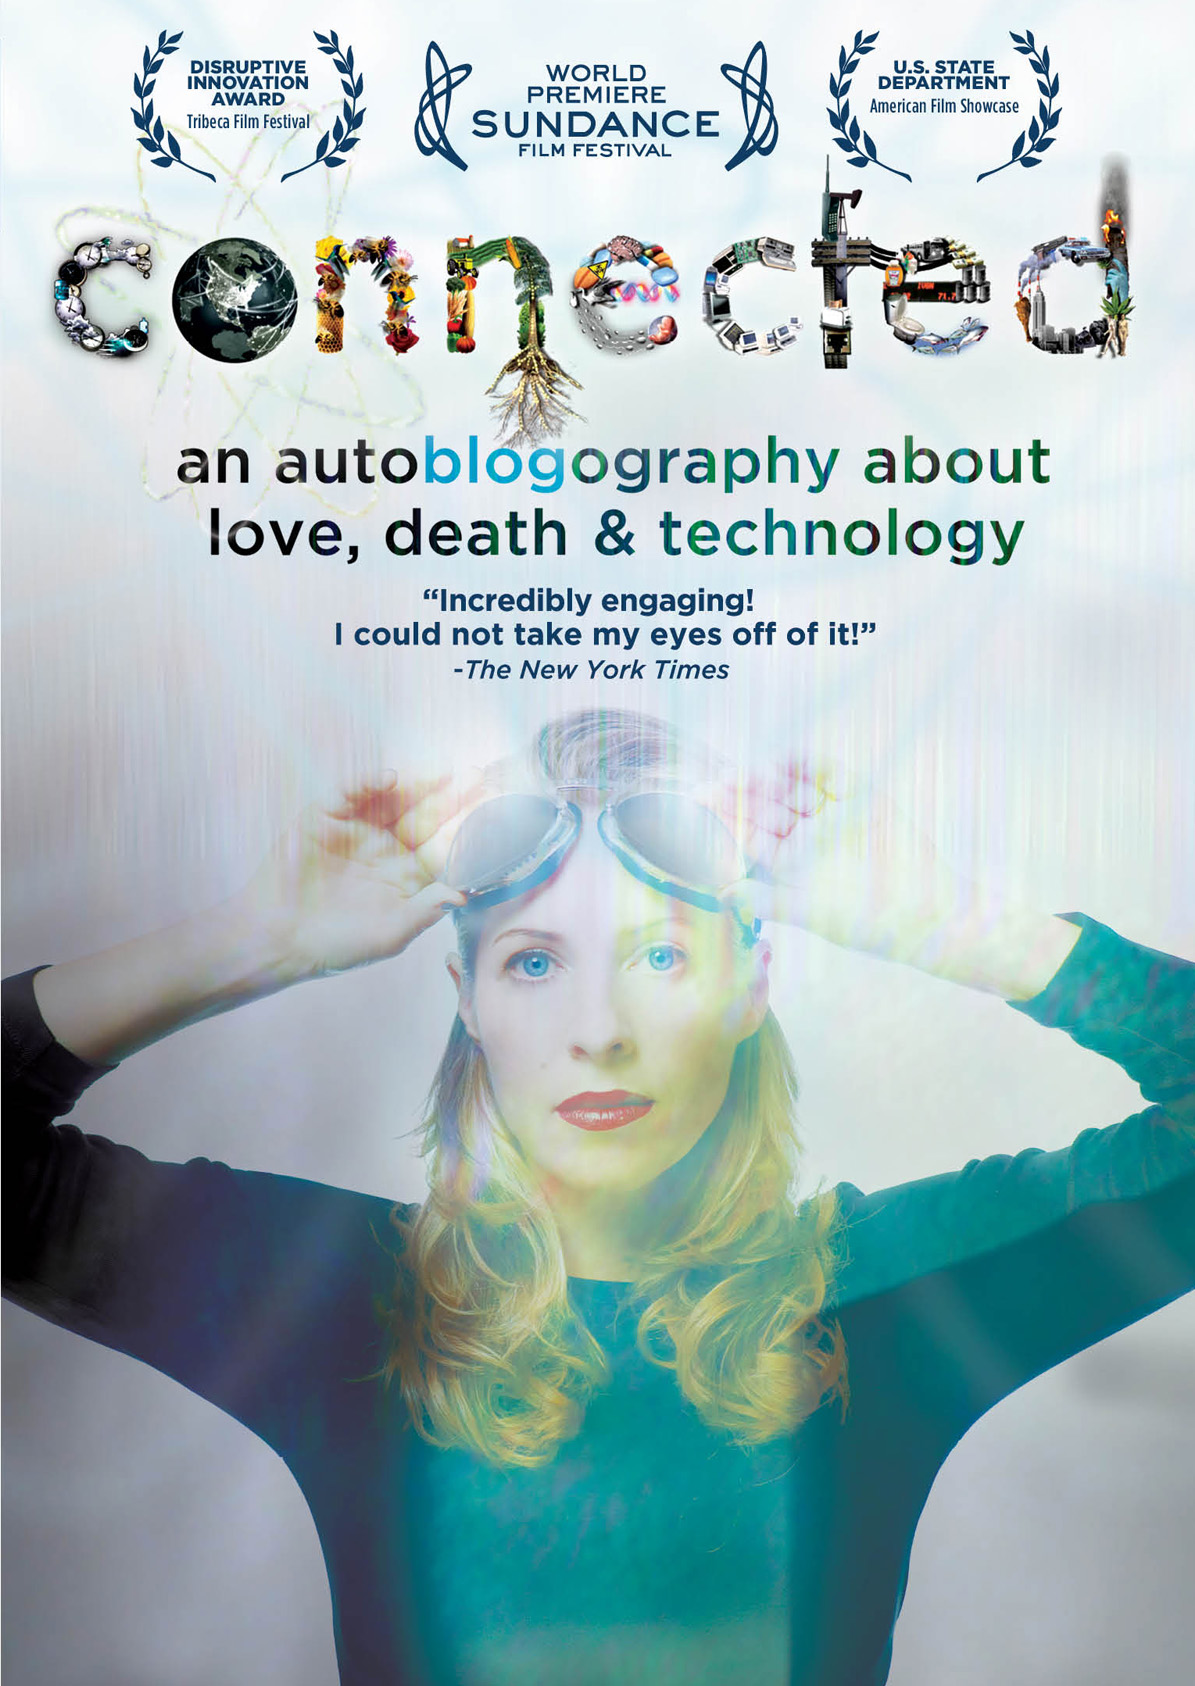 DISRUPTIVE
INNOVATION
AWARD
Tribeca Film Festival
WORLD
PREMIERE
SUNDANCE
FILM FESTIVAL
U.S. STATE
DEPARTMENT
American Film Showcase
connected
an autoblogography about
love, death & technology
“Incredibly engaging!
I could not take my eyes off of it!”
-The New York Times